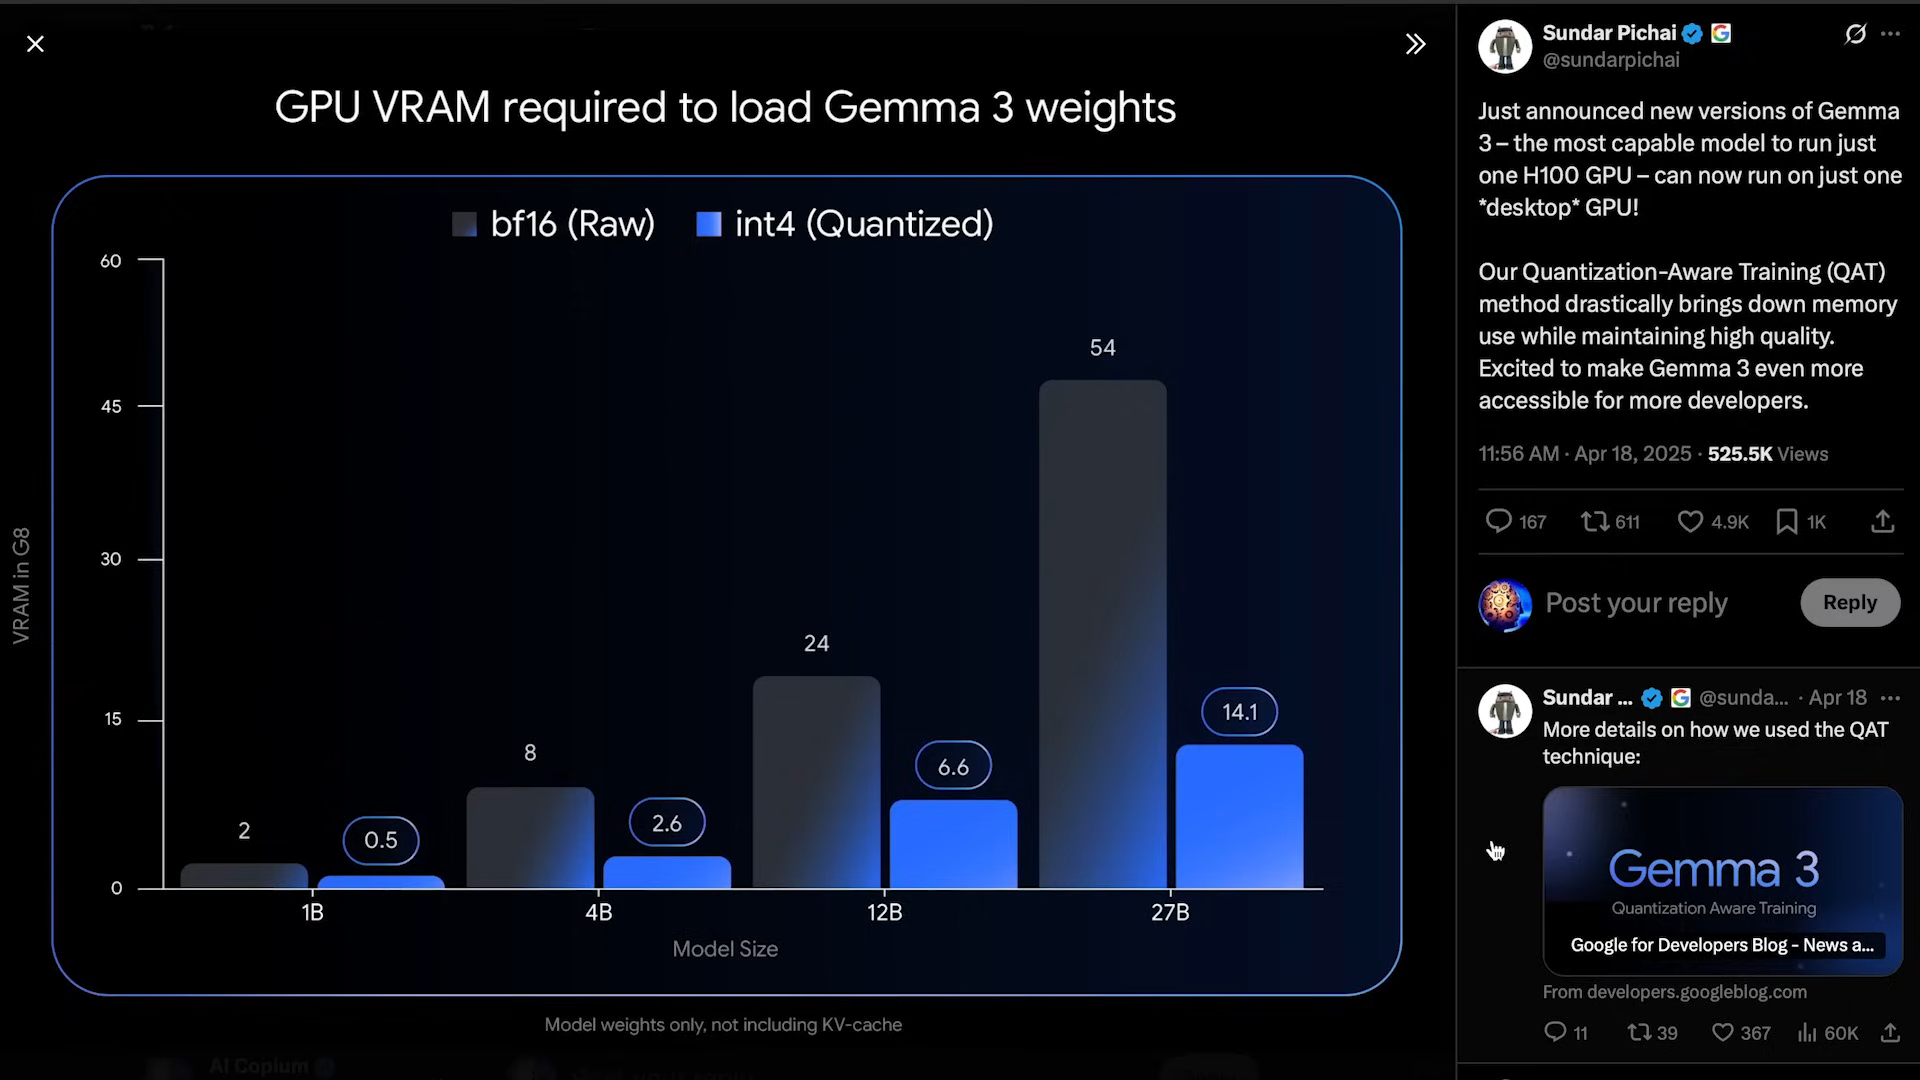 GPU VRAM required to load Gemma 3 weights
bf16 (Raw)
int4 (Quantized)
60
45
30
15
0
VRAM in G8
2
0.5
8
2.6
24
6.6
54
14.1
1B
4B
12B
27B
Model Size
Model weights only, not including KV-cache
AI Copium
Sundar Pichai
@sundarpichai
Just announced new versions of Gemma
3 – the most capable model to run just
one H100 GPU – can now run on just one
*desktop* GPU!
Our Quantization-Aware Training (QAT)
method drastically brings down memory
use while maintaining high quality.
Excited to make Gemma 3 even more
accessible for more developers.
11:56 AM · Apr 18, 2025 · 525.5K Views
167 611 4.9K 1K
Post your reply
Reply
Sundar ... @sunda... · Apr 18
More details on how we used the QAT
technique:
Gemma 3
Quantization Aware Training
Google for Developers Blog - News a...
From developers.googleblog.com
11 39 367 60K